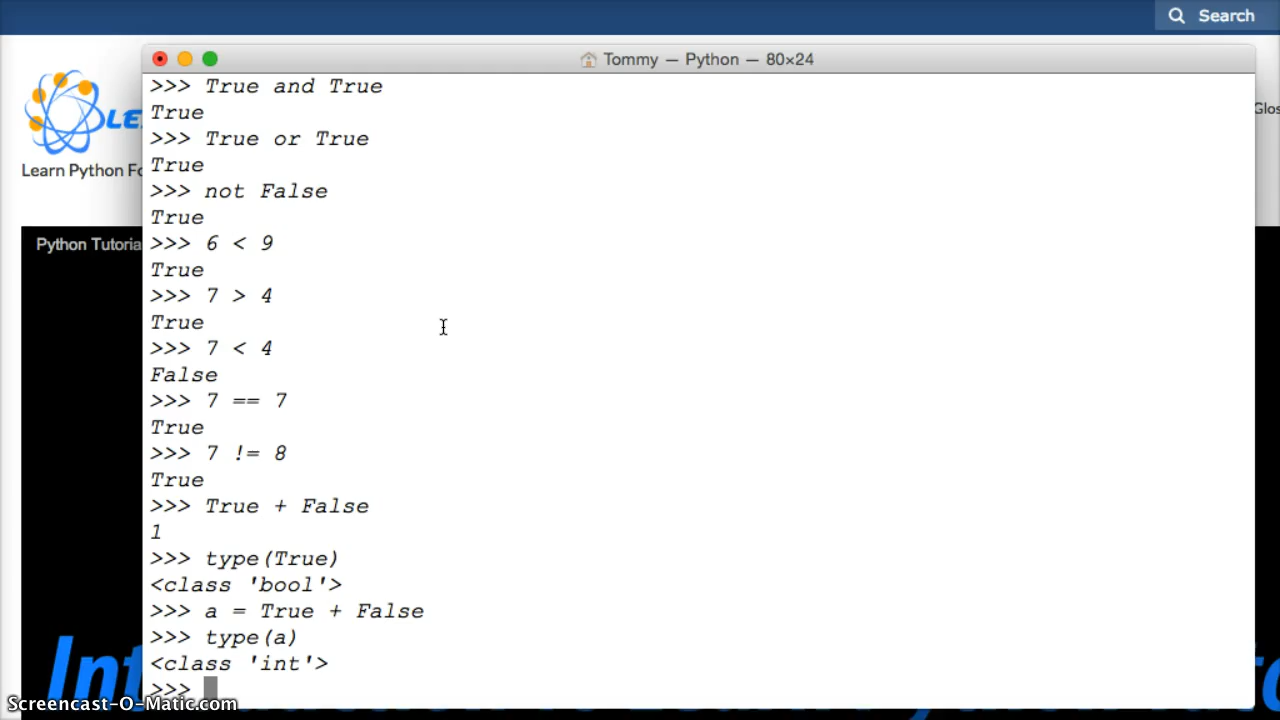 Search
Tommy — Python — 80×24
Glos
LE
Learn Python Fo
Python Tutoria
>>> True and True
True
>>> True or True
True
>>> not False
True
>>> 6 < 9
True
>>> 7 > 4
True
>>> 7 < 4
False
>>> 7 == 7
True
>>> 7 != 8
True
>>> True + False
1
>>> type(True)
<class 'bool'>
>>> a = True + False
>>> type(a)
<class 'int'>
>>>
Int
Screencast-O-Matic.com